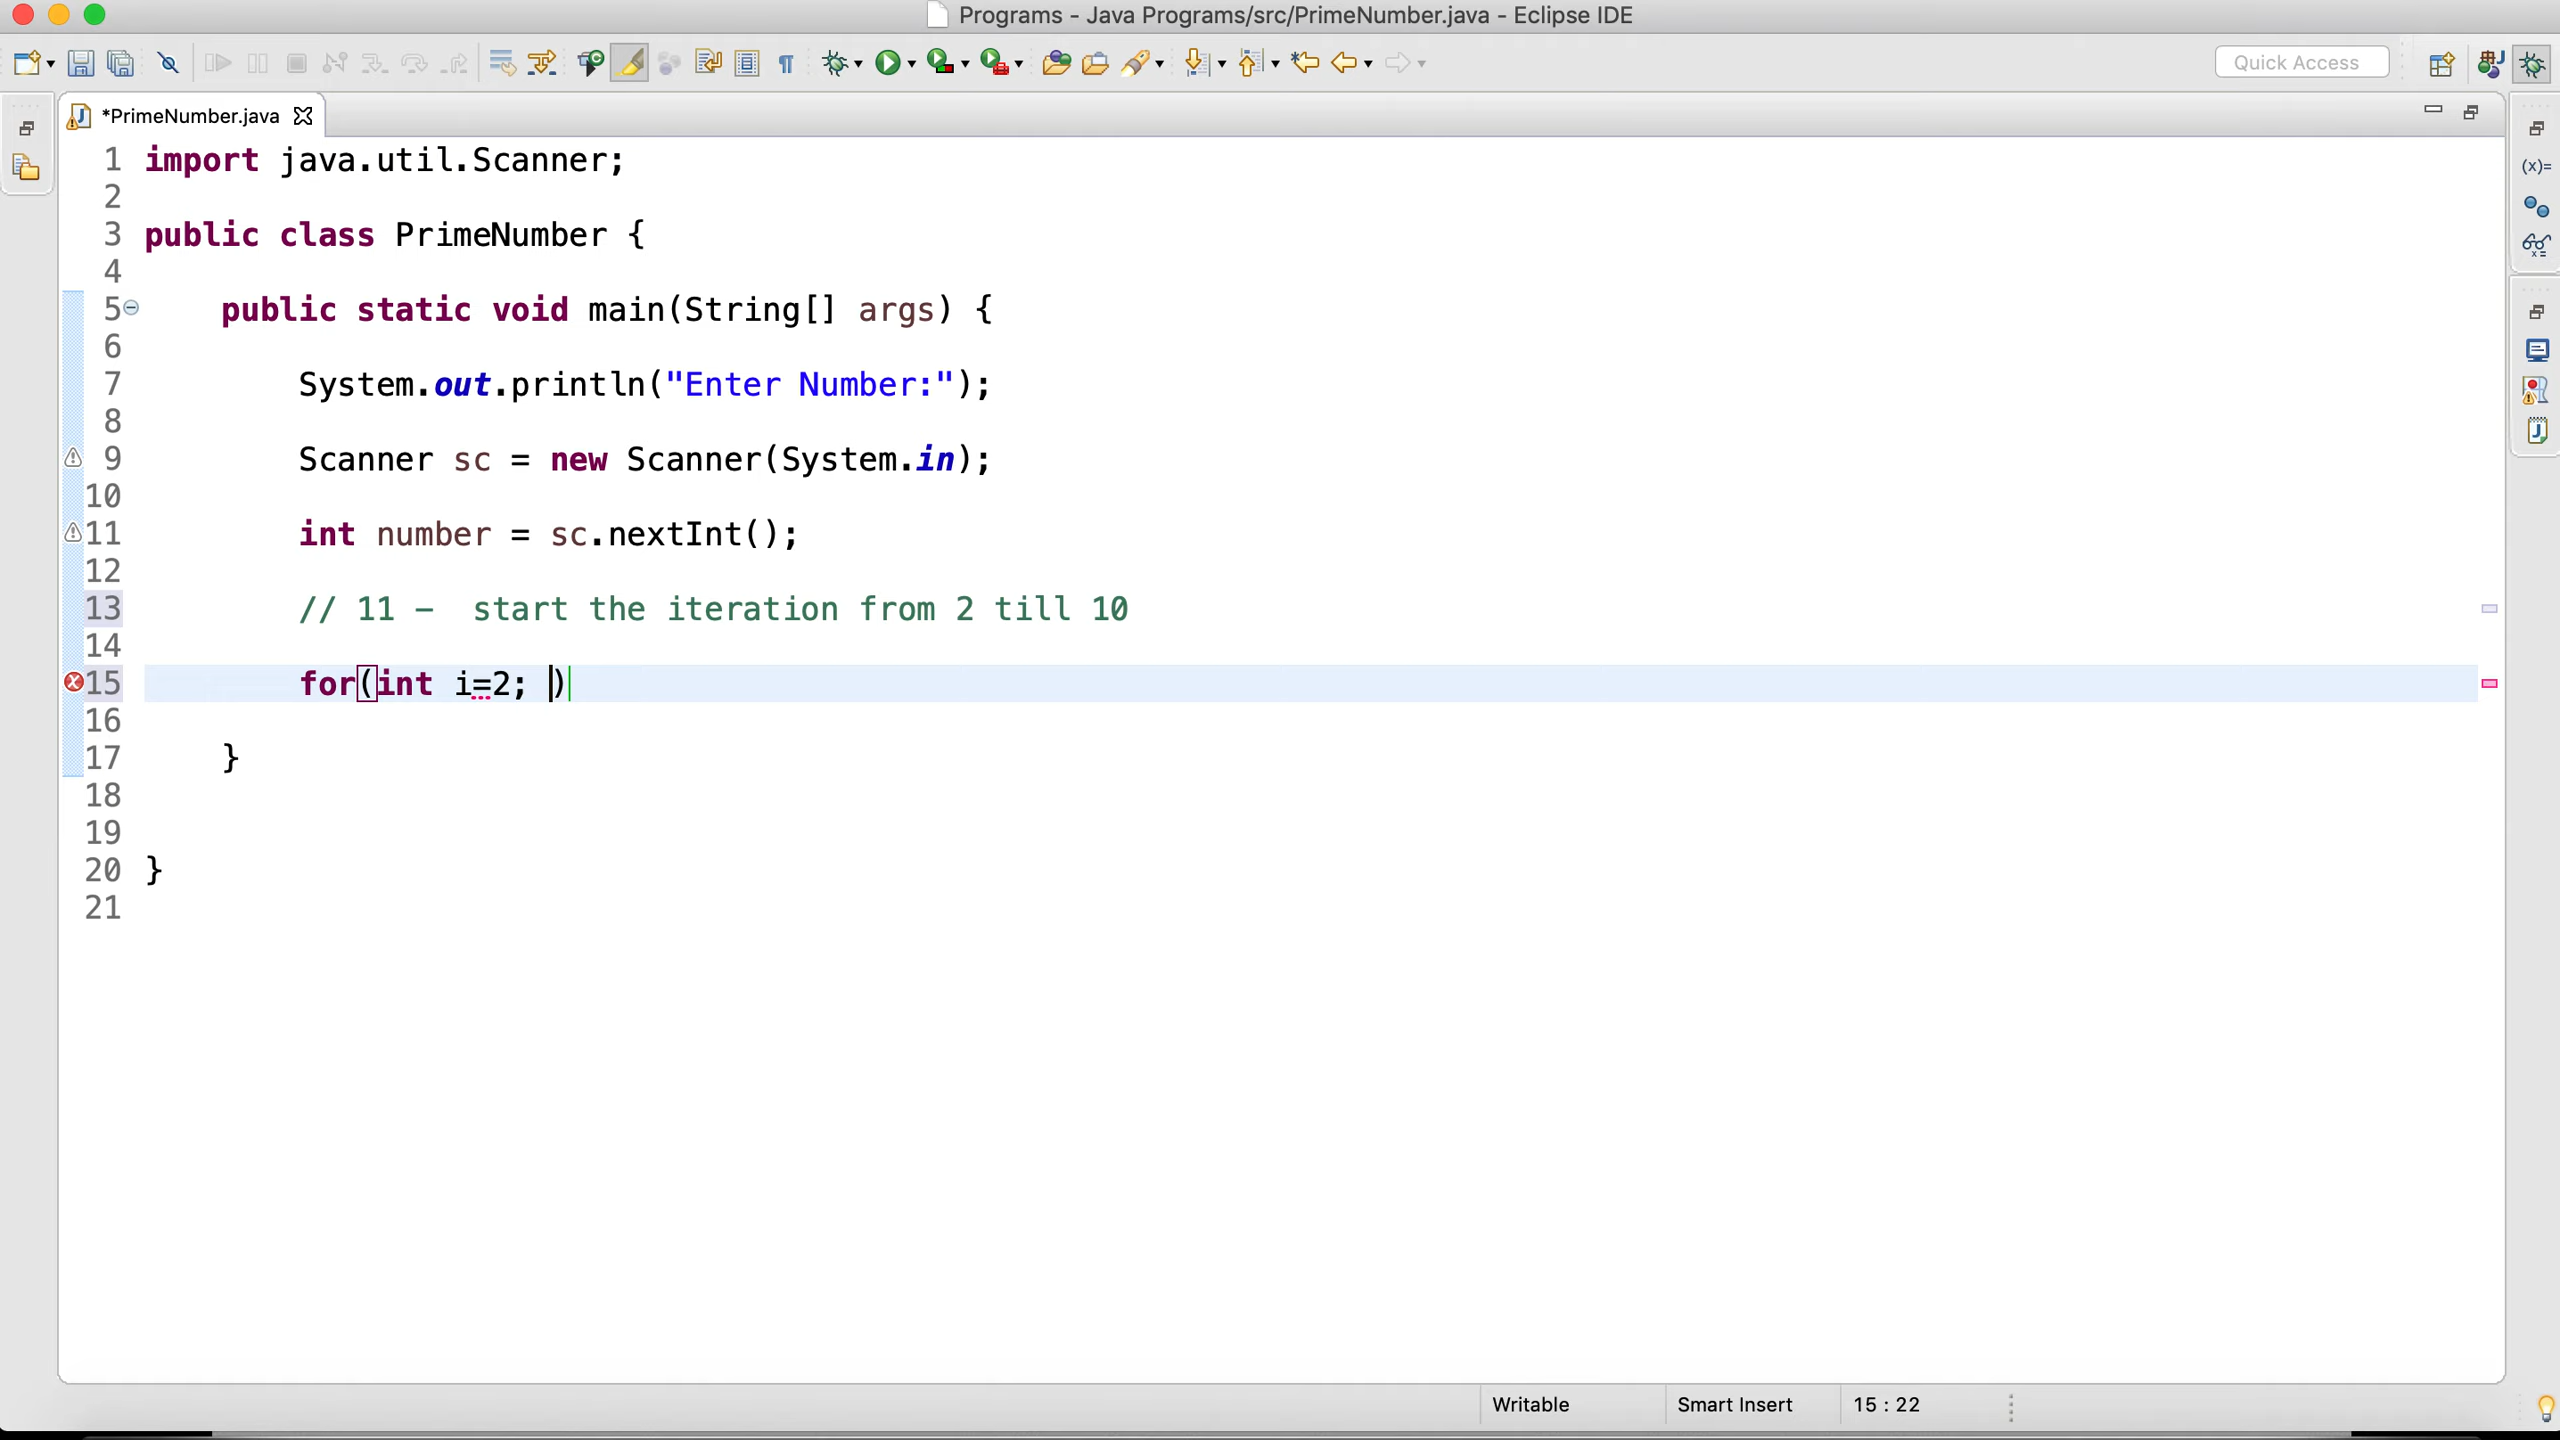 Programs - Java Programs/src/PrimeNumber.java - Eclipse IDE
Quick Access
*PrimeNumber.java
1 import java.util.Scanner;
2
3 public class PrimeNumber {
4
5 public static void main(String[] args) {
6
7 System.out.println("Enter Number:");
8
9 Scanner sc = new Scanner(System.in);
10
11 int number = sc.nextInt();
12
13 // 11 – start the iteration from 2 till 10
14
15 for(int i=2; )
16
17 }
18
19
20 }
21
Writable Smart Insert 15 : 22